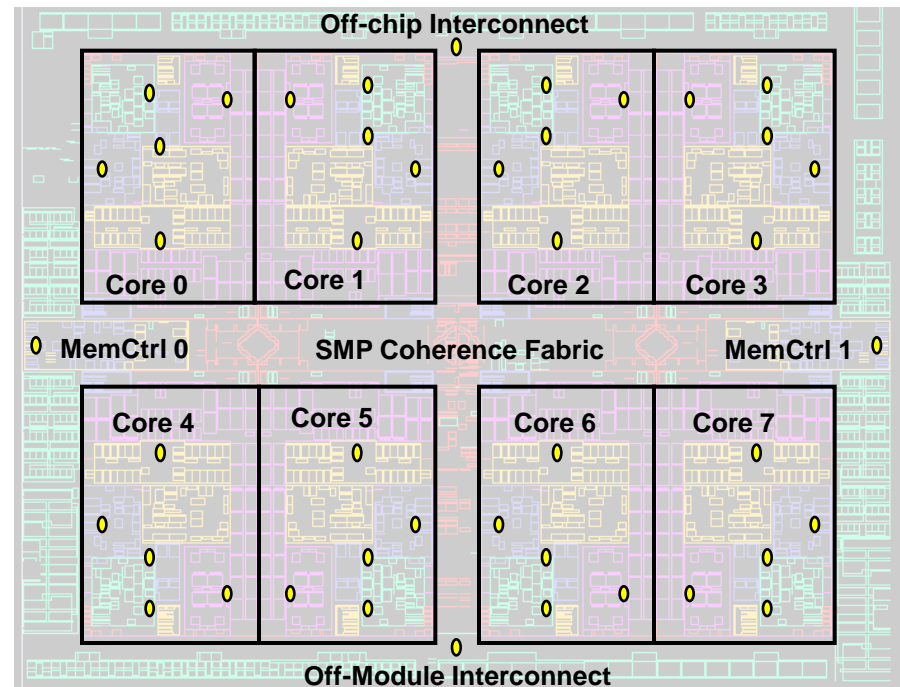 Off-chip Interconnect
Core 0
Core 1
Core 2
Core 3
MemCtrl 0
SMP Coherence Fabric
MemCtrl 1
Core 4
Core 5
Core 6
Core 7
Off-Module Interconnect